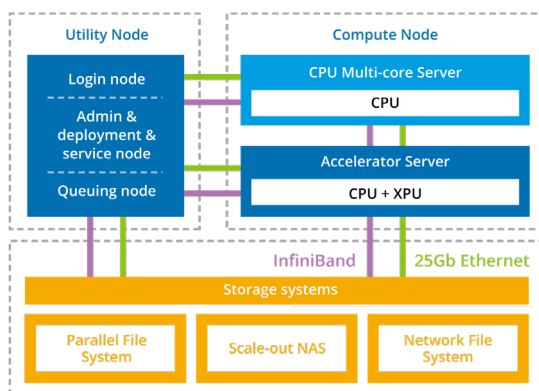 Utility Node
Compute Node
Login node
Admin &
deployment &
service node
Queuing node
CPU Multi-core Server
CPU
Accelerator Server
CPU + XPU
InfiniBand
25Gb Ethernet
Storage systems
Parallel File
System
Scale-out NAS
Network File
System